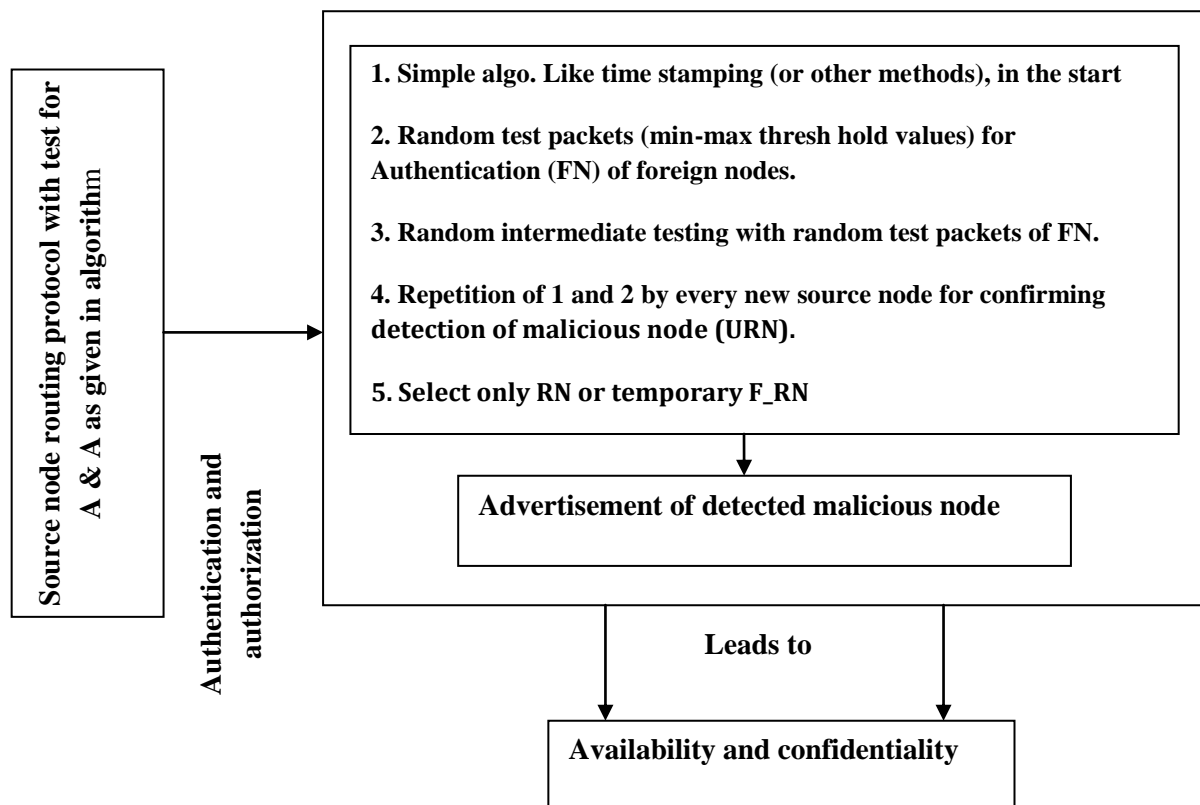 Source node routing protocol with test for
A & A as given in algorithm
Authentication and
authorization
1. Simple algo. Like time stamping (or other methods), in the start
2. Random test packets (min-max thresh hold values) for
Authentication (FN) of foreign nodes.
3. Random intermediate testing with random test packets of FN.
4. Repetition of 1 and 2 by every new source node for confirming
detection of malicious node (URN).
5. Select only RN or temporary F_RN
Advertisement of detected malicious node
Leads to
Availability and confidentiality